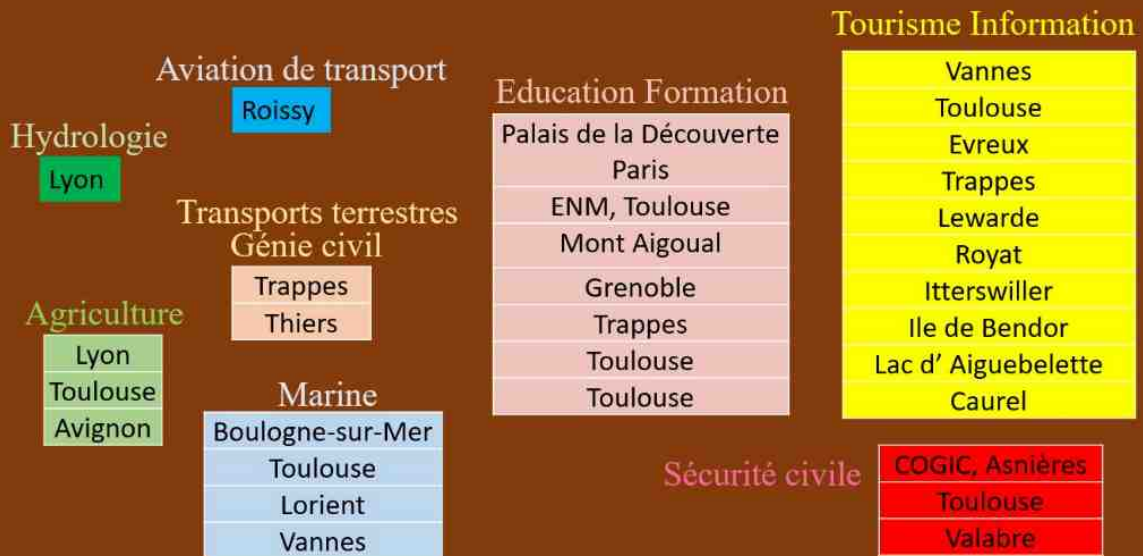 Tourisme Information
Vannes
Toulouse
Evreux
Trappes
Lewarde
Royat
Itterswiller
Ile de Bendor
Lac d' Aiguebelette
Caurel
Aviation de transport
Roissy
Education Formation
Palais de la Découverte
Paris
ENM, Toulouse
Mont Aigoual
Grenoble
Trappes
Toulouse
Toulouse
Hydrologie
Lyon
Transports terrestres
Génie civil
Trappes
Thiers
Agriculture
Lyon
Toulouse
Avignon
Marine
Boulogne-sur-Mer
Toulouse
Lorient
Vannes
Sécurité civile
COGIC, Asnières
Toulouse
Valabre